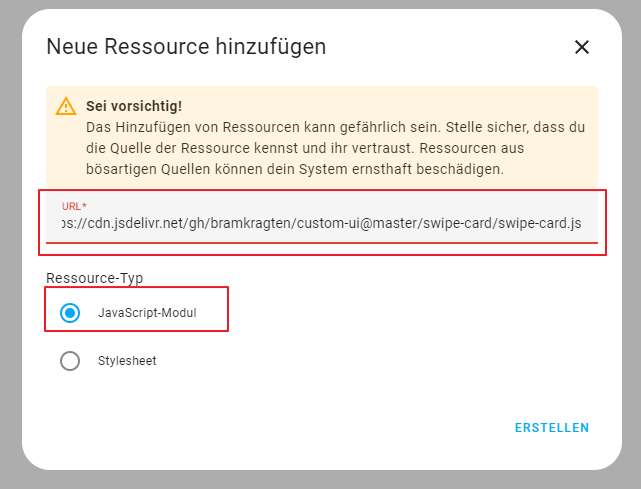 Neue Ressource hinzufügen
Sei vorsichtig!
Das Hinzufügen von Ressourcen kann gefährlich sein. Stelle sicher, dass du
die Quelle der Ressource kennst und ihr vertraust. Ressourcen aus
bösartigen Quellen können dein System ernsthaft beschädigen.
URL*
ps://cdn.jsdelivr.net/gh/bramkragten/custom-ui@master/swipe-card/swipe-card.js
Ressource-Typ
JavaScript-Modul
Stylesheet
ERSTELLEN